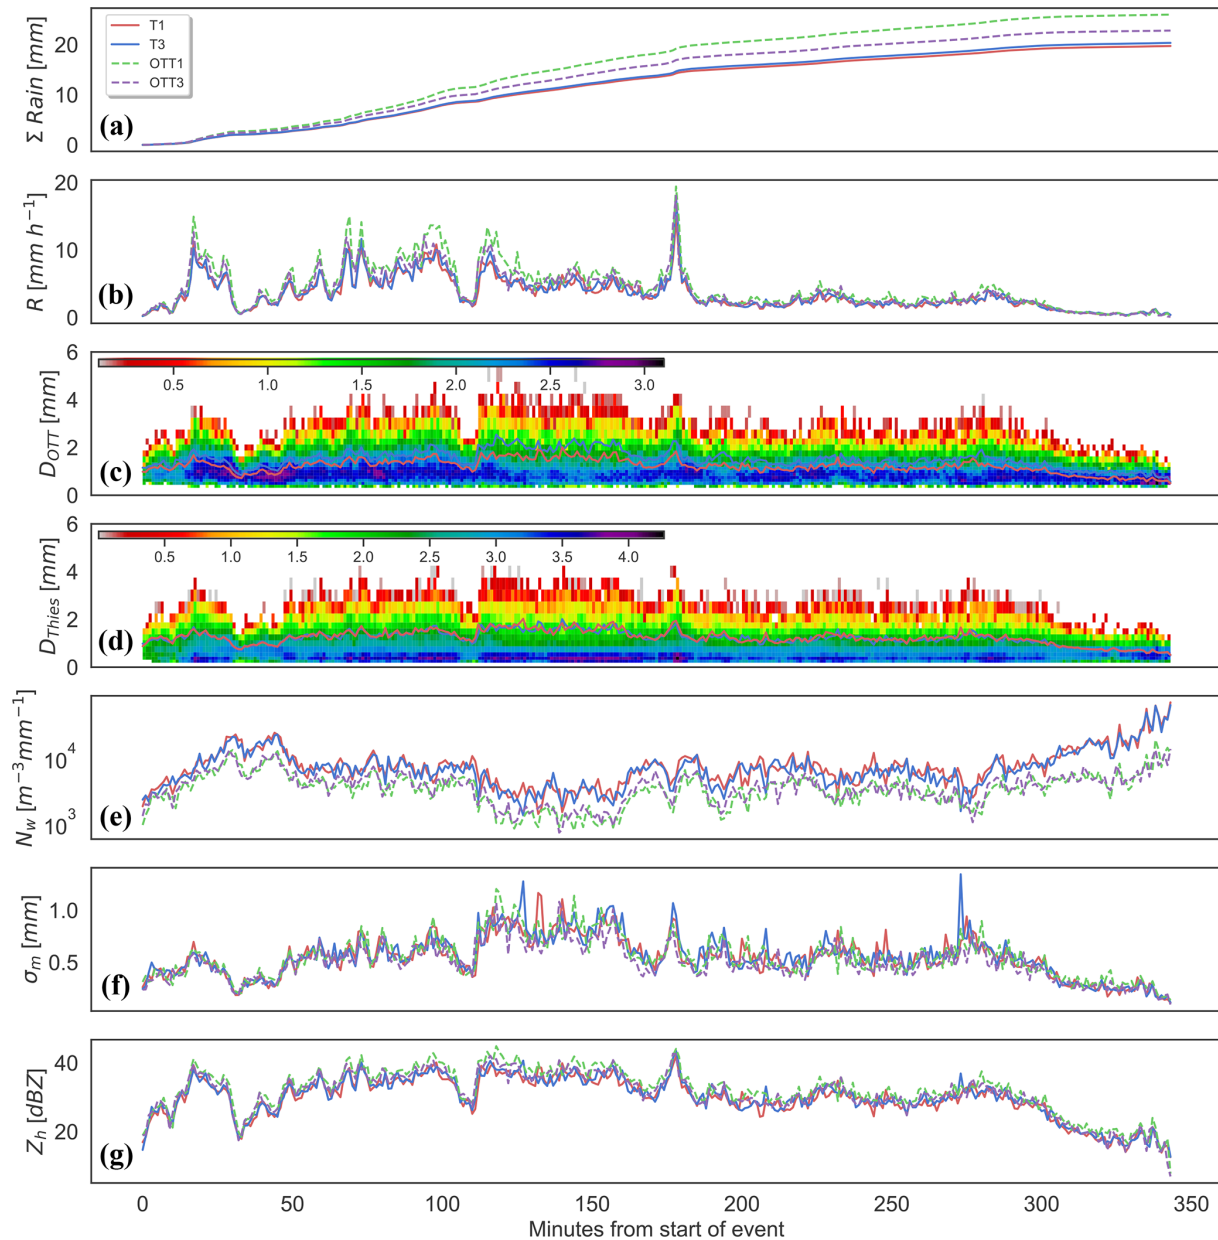 Σ Rain [mm]
20
10
0
T1
T3
OTT1
OTT3
(a)
R [mm h⁻¹]
20
10
0
(b)
D_OTT [mm]
6
4
2
0
0.5 1.0 1.5 2.0 2.5 3.0
(c)
D_Thies [mm]
6
4
2
0
0.5 1.0 1.5 2.0 2.5 3.0 3.5 4.0
(d)
N_w [m⁻³mm⁻¹]
10⁴
10³
(e)
σ_m [mm]
1.0
0.5
(f)
Z_h [dBZ]
40
20
(g)
0 50 100 150 200 250 300 350
Minutes from start of event